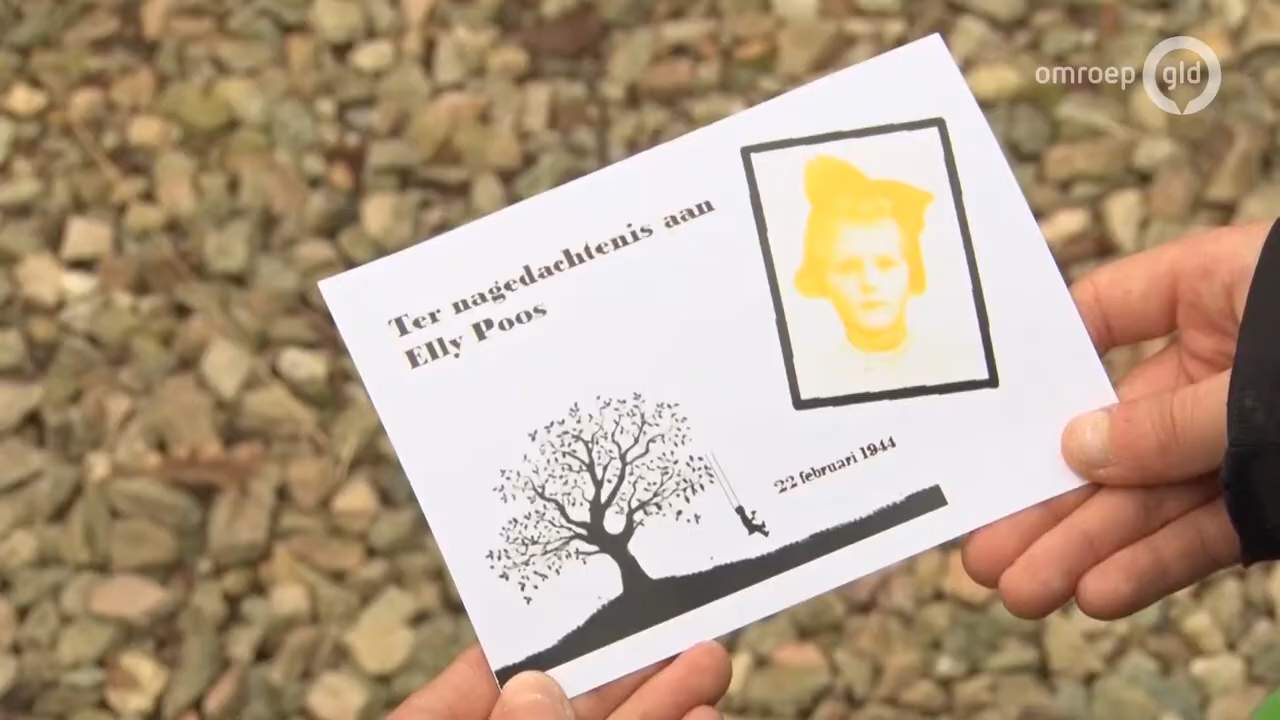 omroep gld
Ter nagedachtenis aan
Elly Poos
22 februari 1944